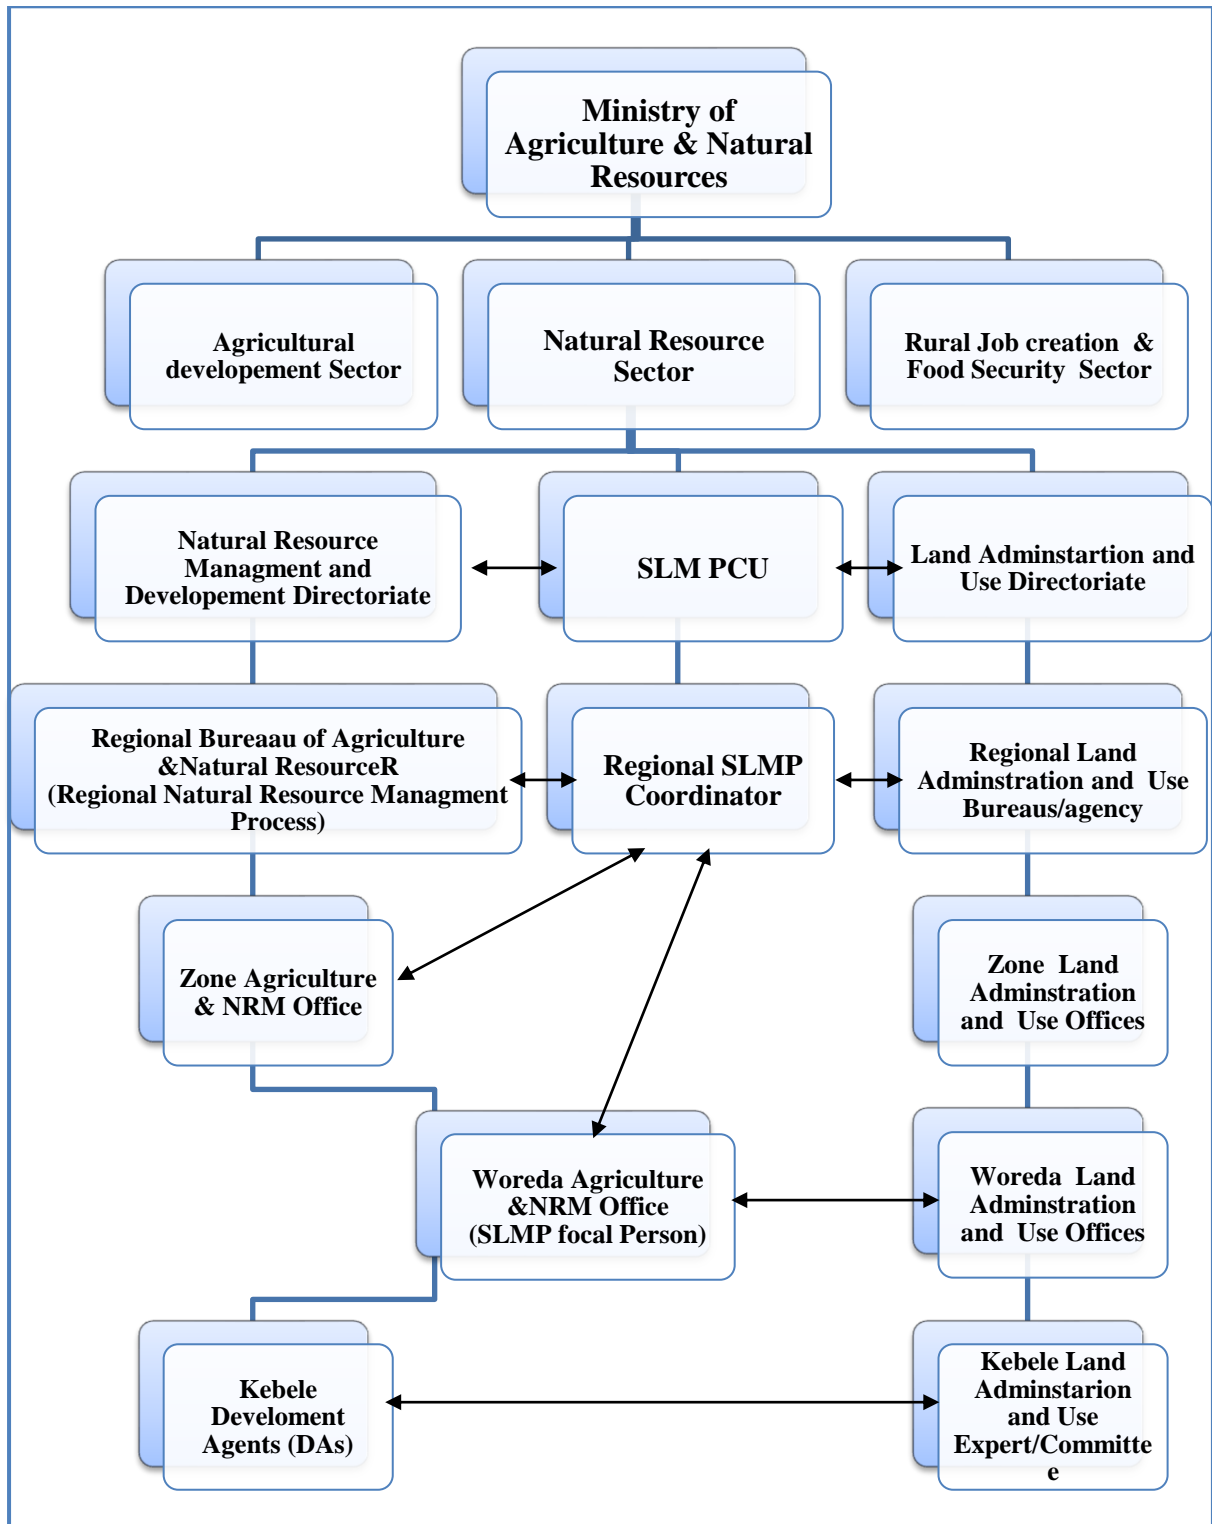 Ministry of
Agriculture & Natural
Resources
Agricultural
developement Sector
Natural Resource
Sector
Rural Job creation &
Food Security Sector
Natural Resource
Managment and
Developement Directoriate
SLM PCU
Land Adminstartion and
Use Directoriate
Regional Bureaau of Agriculture
&Natural ResourceR
(Regional Natural Resource Managment
Process)
Regional SLMP
Coordinator
Regional Land
Adminstration and Use
Bureaus/agency
Zone Agriculture
& NRM Office
Zone Land
Adminstration
and Use Offices
Woreda Agriculture
&NRM Office
(SLMP focal Person)
Woreda Land
Adminstration
and Use Offices
Kebele
Develoment
Agents (DAs)
Kebele Land
Adminstarion
and Use
Expert/Committe
e